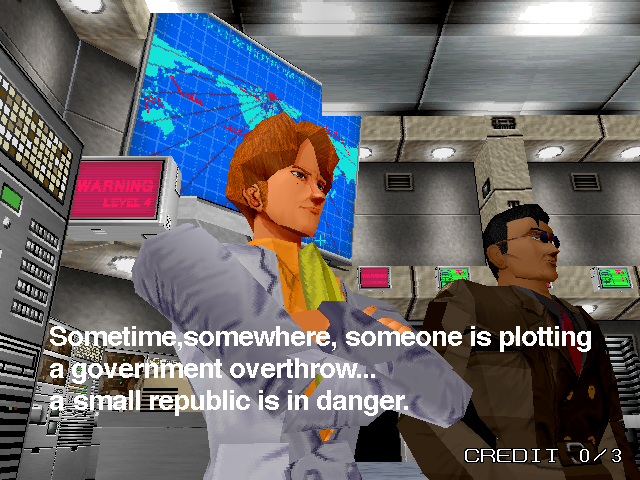 WARNING
LEVEL 4
Sometime,somewhere, someone is plotting
a government overthrow...
a small republic is in danger.
CREDIT 0/3